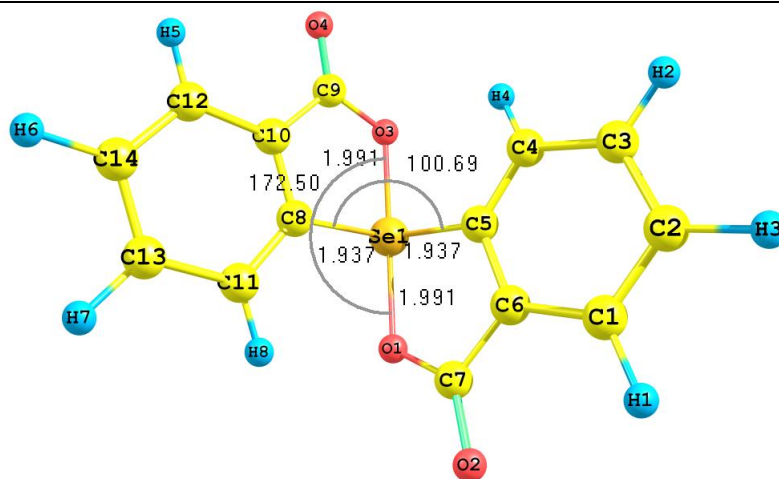 H5
O4
H2
C9
H4
C12
H6
C10
O3
C4
C3
C14
1.991
100.69
172.50
C8
Se1
C5
C2
H3
1.937
1.937
C13
C11
1.991
C6
C1
H7
H8
O1
C7
H1
O2